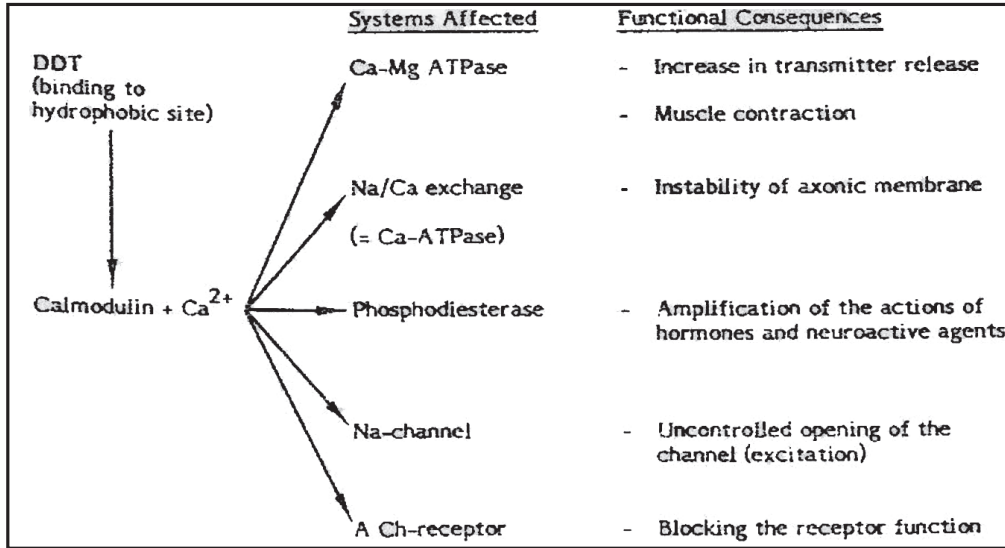 Systems Affected Functional Consequences
DDT
(binding to
hydrophobic site)
Ca-Mg ATPase - Increase in transmitter release
- Muscle contraction
Na/Ca exchange - Instability of axonic membrane
(= Ca-ATPase)
Calmodulin + Ca2+ Phosphodiesterase - Amplification of the actions of
hormones and neuroactive agents
Na-channel - Uncontrolled opening of the
channel (excitation)
A Ch-receptor - Blocking the receptor function